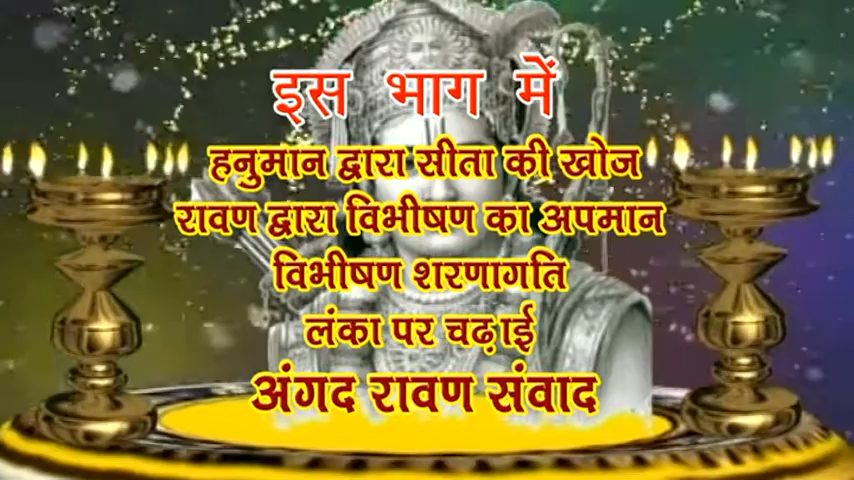 इस भाग में
हनुमान द्वारा सीता की खोज
रावण द्वारा विभीषण का अपमान
विभीषण शरणागति
लंका पर चढ़ाई
अंगद रावण संवाद